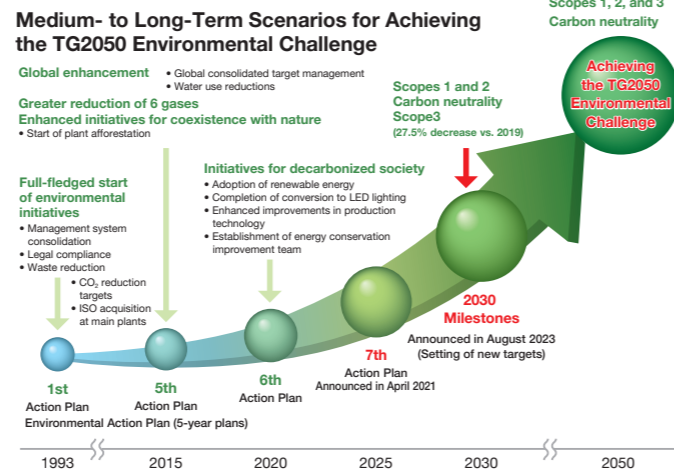 Medium- to Long-Term Scenarios for Achieving
the TG2050 Environmental Challenge
Scopes 1, 2, and 3
Carbon neutrality
Achieving
the TG2050
Environmental
Challenge
Global enhancement
• Global consolidated target management
• Water use reductions
Greater reduction of 6 gases
Enhanced initiatives for coexistence with nature
• Start of plant afforestation
Scopes 1 and 2
Carbon neutrality
Scope3
(27.5% decrease vs. 2019)
Initiatives for decarbonized society
• Adoption of renewable energy
• Completion of conversion to LED lighting
• Enhanced improvements in production
technology
• Establishment of energy conservation
improvement team
Full-fledged start
of environmental
initiatives
• Management system
consolidation
• Legal compliance
• Waste reduction
• CO₂ reduction
targets
• ISO acquisition
at main plants
1st
Action Plan
5th
Action Plan
Environmental Action Plan (5-year plans)
6th
Action Plan
7th
Action Plan
Announced in April 2021
2030
Milestones
Announced in August 2023
(Setting of new targets)
1993
2015
2020
2025
2030
2050